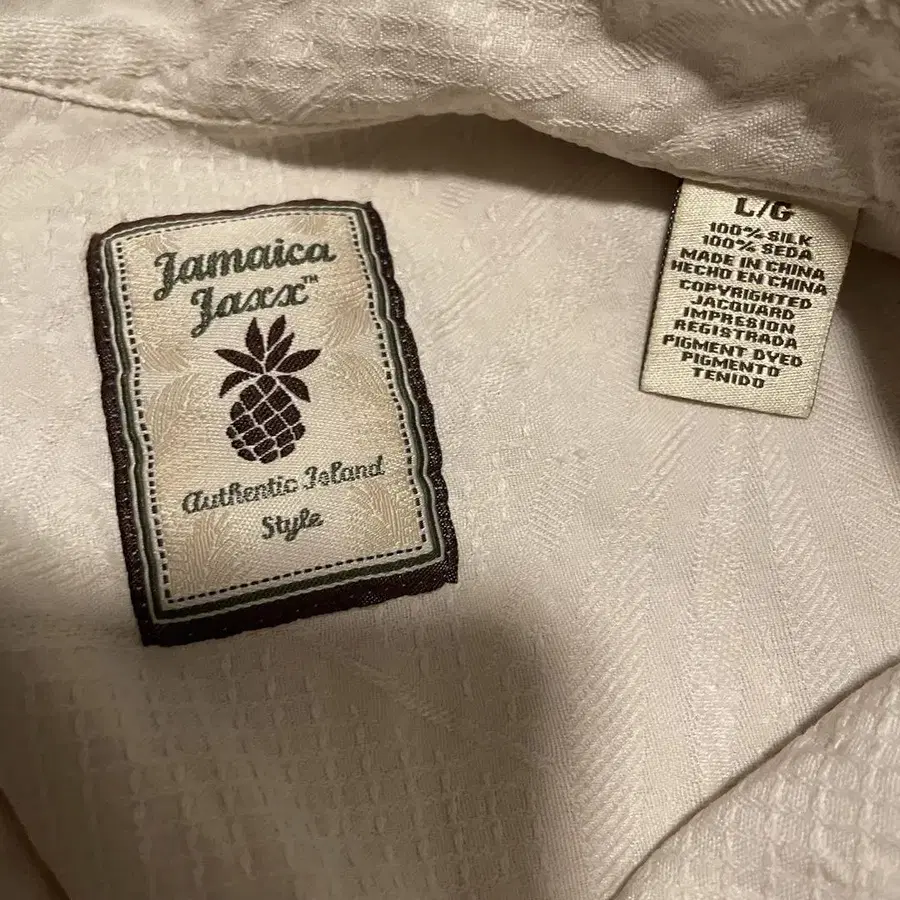 Jamaica
Jaxx™
Authentic Island
Style
L/G
100% SILK
100% SEDA
MADE IN CHINA
HECHO EN CHINA
COPYRIGHTED
JACQUARD
IMPRESION
REGISTRADA
PIGMENT DYED
PIGMENTO
TENIDO